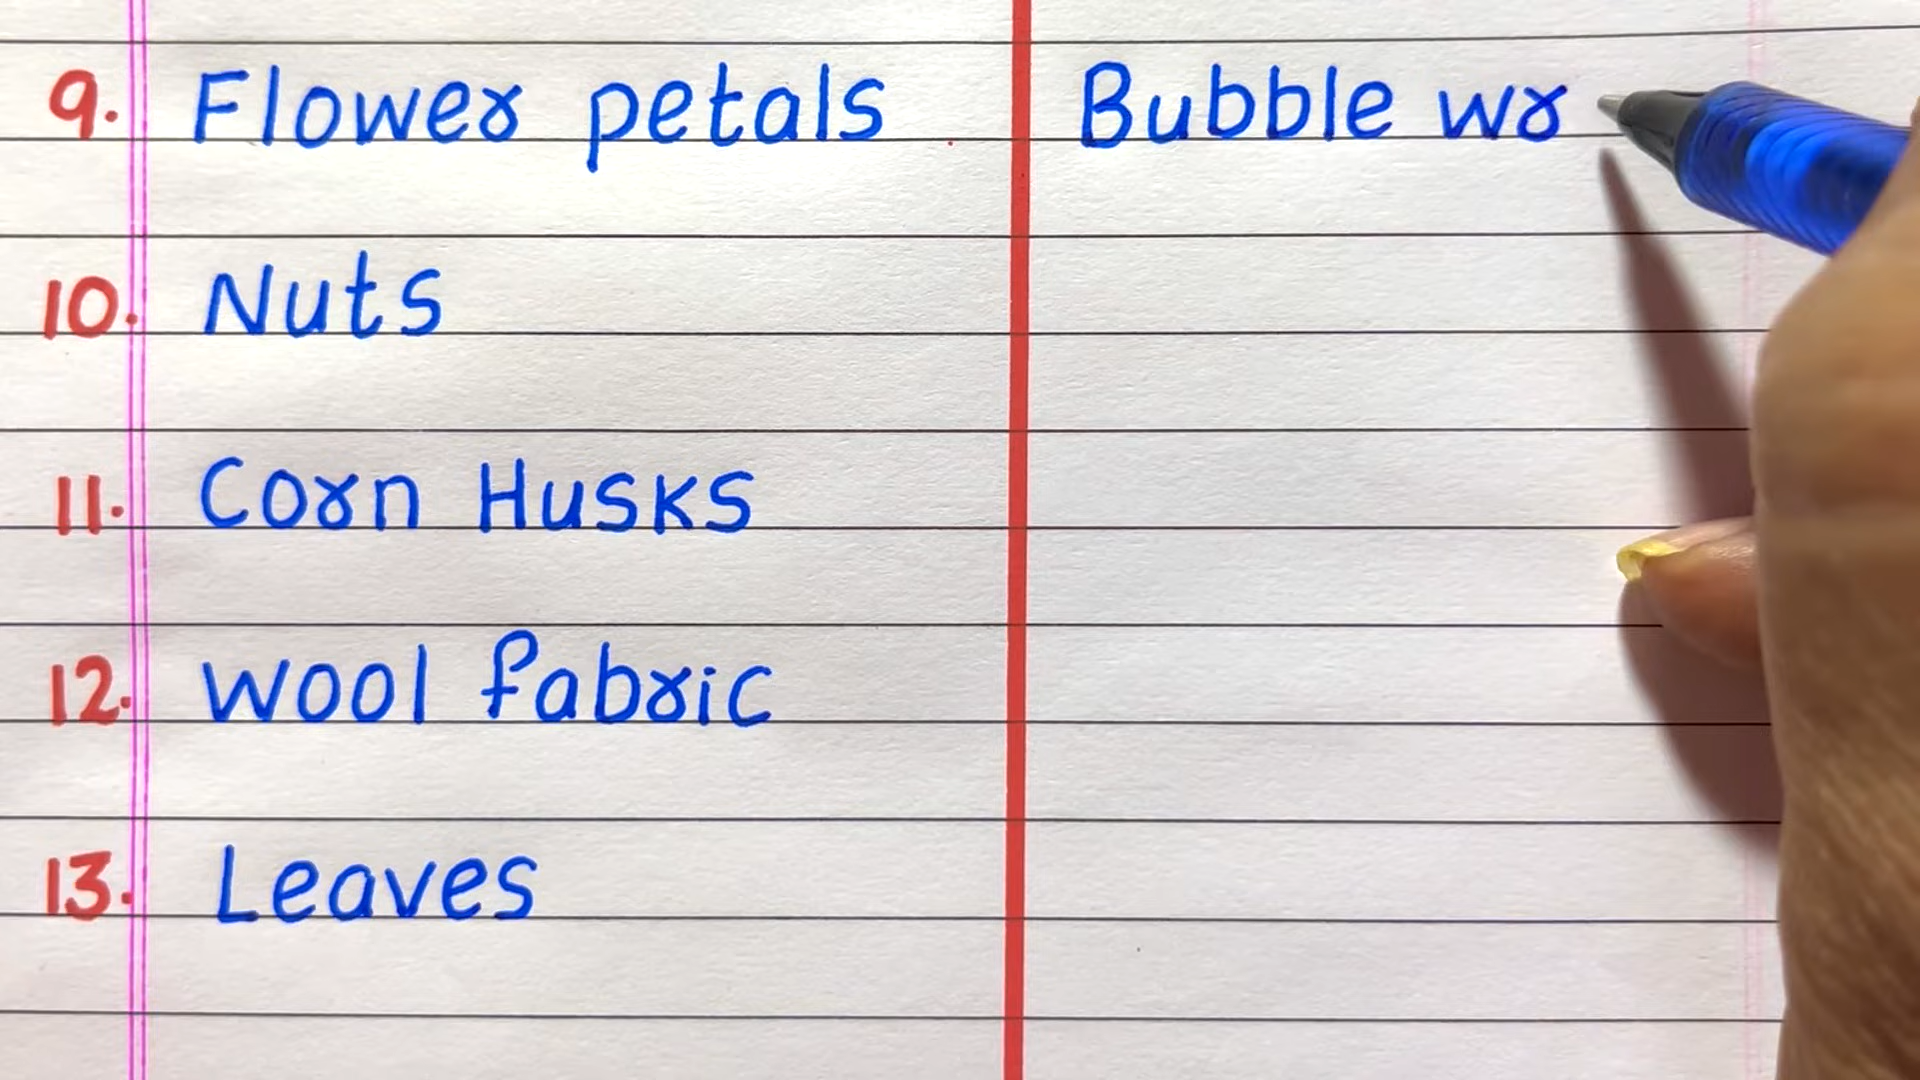 9. Flower petals Bubble wr
10. Nuts
11. Corn Husks
12. Wool fabric
13. Leaves